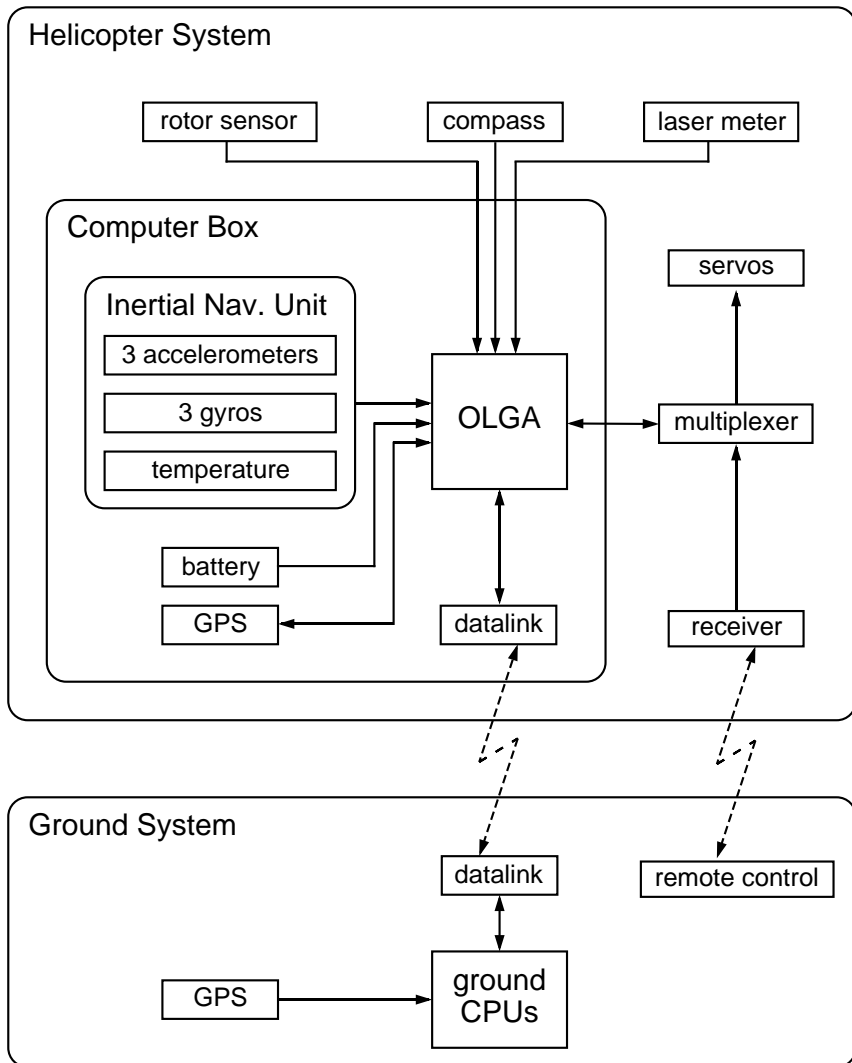 Helicopter System
rotor sensor
compass
laser meter
Computer Box
servos
Inertial Nav. Unit
3 accelerometers
3 gyros
OLGA
multiplexer
temperature
battery
GPS
datalink
receiver
Ground System
datalink
remote control
GPS
ground
CPUs